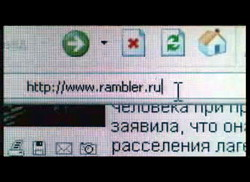 http://www.rambler.ru
человека при пр
заявила, что она
расселения лаге